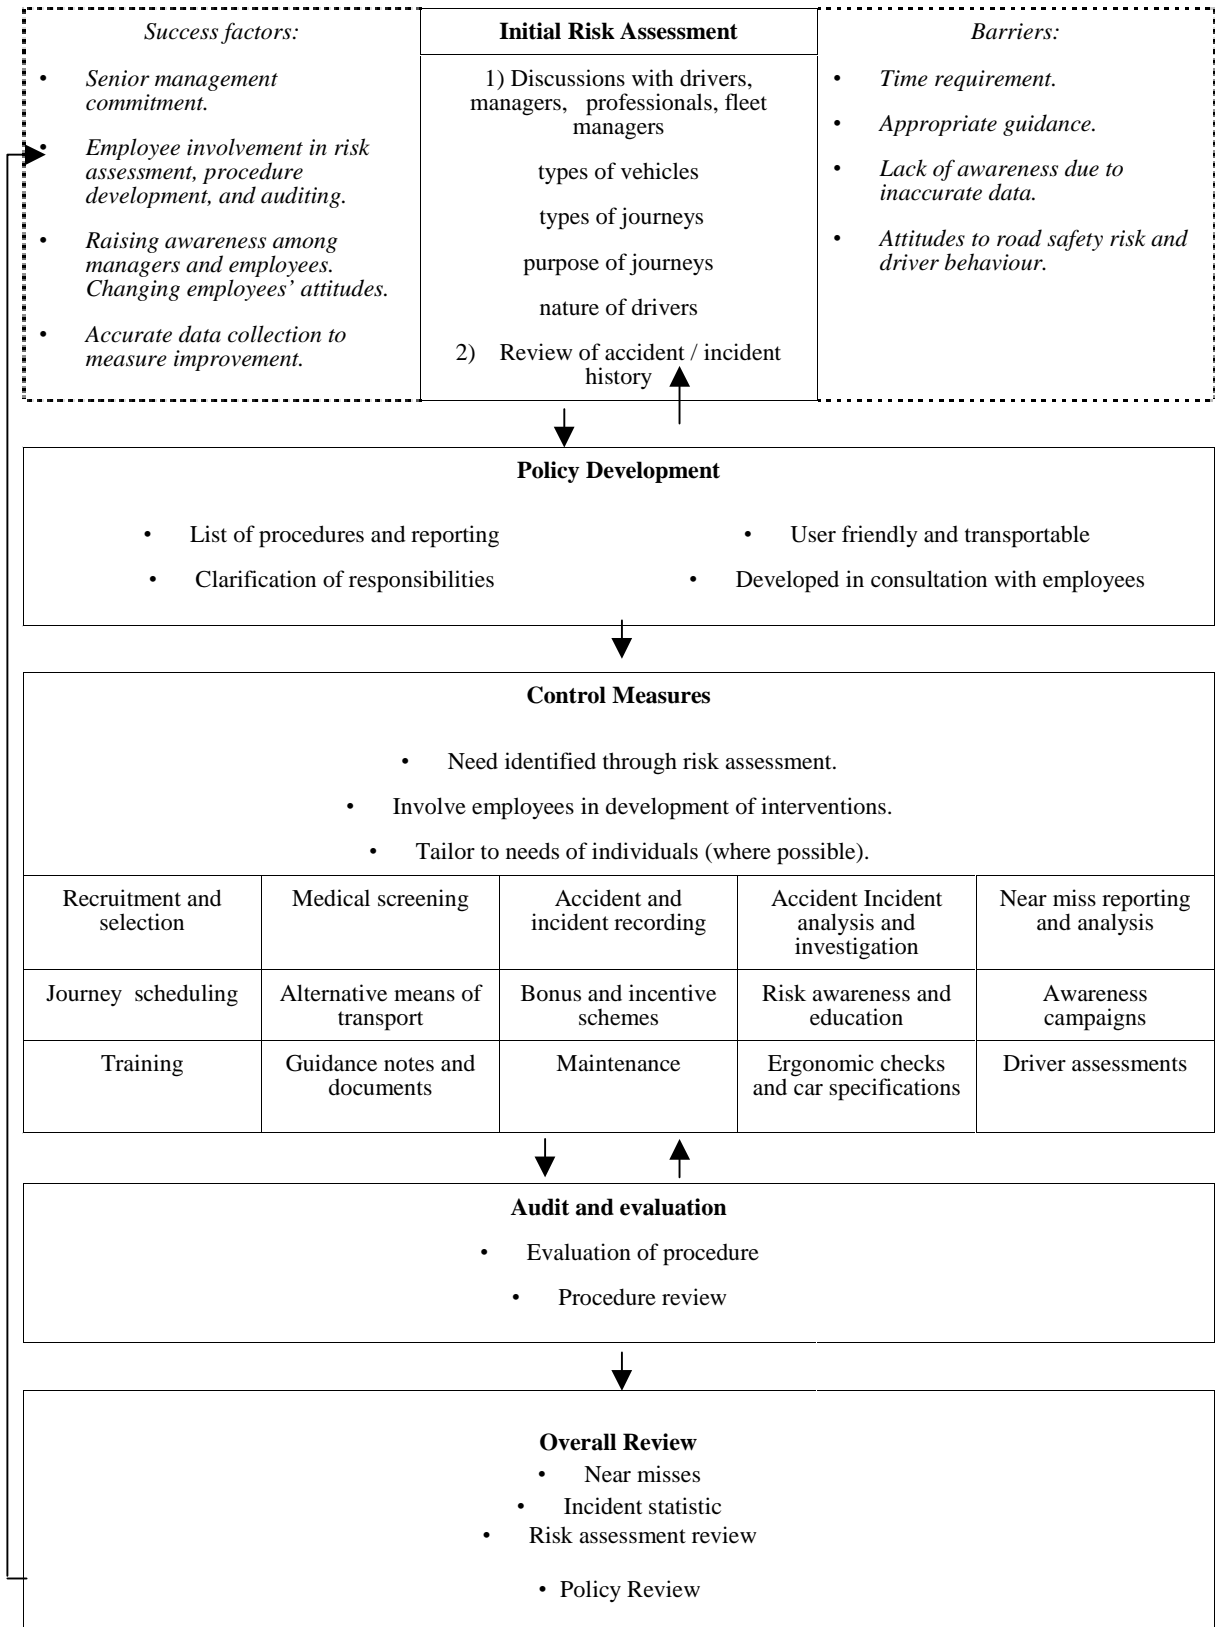 Success factors:
• Senior management
commitment.
• Employee involvement in risk
assessment, procedure
development, and auditing.
• Raising awareness among
managers and employees.
Changing employees’ attitudes.
• Accurate data collection to
measure improvement.
Initial Risk Assessment
1) Discussions with drivers,
managers, professionals, fleet
managers
types of vehicles
types of journeys
purpose of journeys
nature of drivers
2) Review of accident / incident
history
Barriers:
• Time requirement.
• Appropriate guidance.
• Lack of awareness due to
inaccurate data.
• Attitudes to road safety risk and
driver behaviour.
Policy Development
• List of procedures and reporting
• Clarification of responsibilities
• User friendly and transportable
• Developed in consultation with employees
Control Measures
• Need identified through risk assessment.
• Involve employees in development of interventions.
• Tailor to needs of individuals (where possible).
Recruitment and
selection
Medical screening
Accident and
incident recording
Accident Incident
analysis and
investigation
Near miss reporting
and analysis
Journey scheduling
Alternative means of
transport
Bonus and incentive
schemes
Risk awareness and
education
Awareness
campaigns
Training
Guidance notes and
documents
Maintenance
Ergonomic checks
and car specifications
Driver assessments
Audit and evaluation
• Evaluation of procedure
• Procedure review
Overall Review
• Near misses
• Incident statistic
• Risk assessment review
• Policy Review